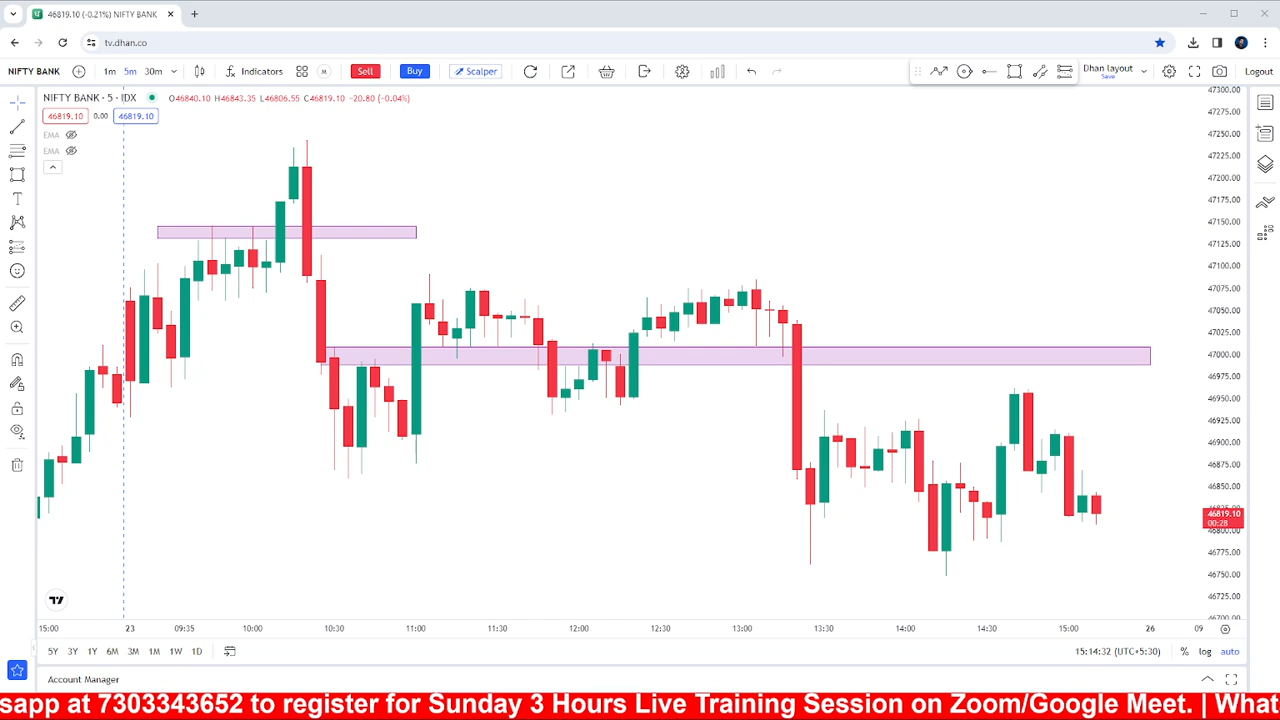 46819.10 (-0.21%) NIFTY BANK
tv.dhan.co
NIFTY BANK 1m 5m 30m Indicators M Sell Buy Scalper Dhan layout Save Logout
NIFTY BANK · 5 · IDX O46840.10 H46843.35 L46806.55 C46819.10 −20.80 (−0.04%)
46819.10 0.00 46819.10
EMA
EMA
47300.00
47275.00
47250.00
47225.00
47200.00
47175.00
47150.00
47125.00
47100.00
47075.00
47050.00
47025.00
47000.00
46975.00
46950.00
46925.00
46900.00
46875.00
46850.00
46819.10
00:28
46800.00
46775.00
46750.00
46725.00
46700.00
15:00 23 09:35 10:00 10:30 11:00 11:30 12:00 12:30 13:00 13:30 14:00 14:30 15:00 26 09
5Y 3Y 1Y 6M 3M 1M 1W 1D 15:14:32 (UTC+5:30) % log auto
Account Manager
sapp at 7303343652 to register for Sunday 3 Hours Live Training Session on Zoom/Google Meet. | What